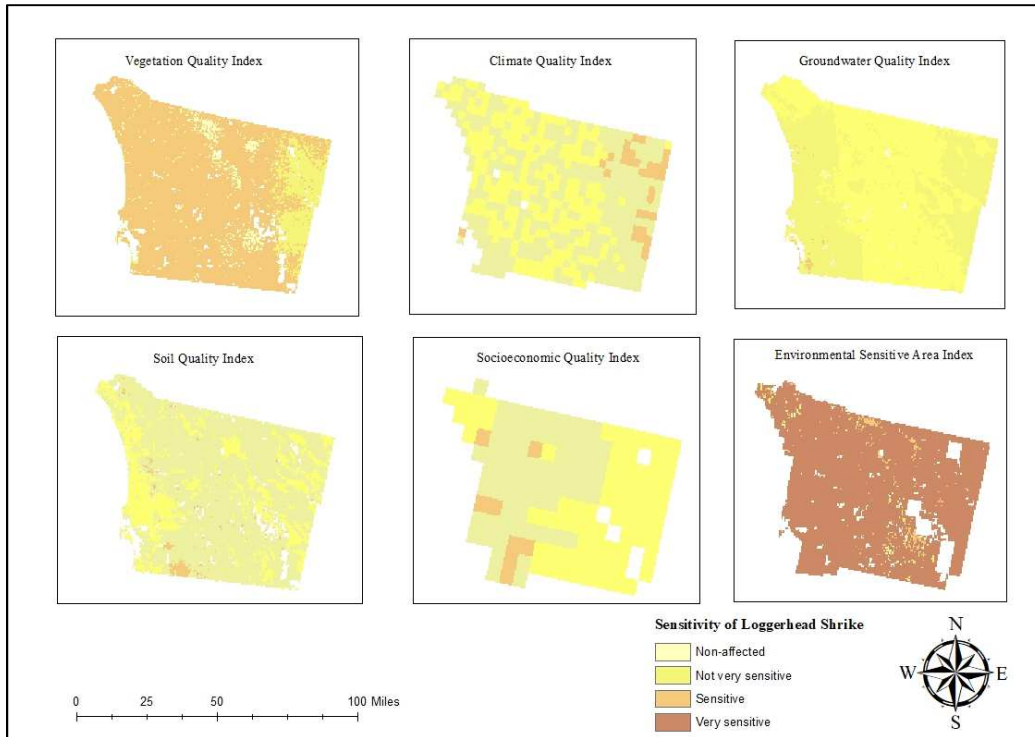 Vegetation Quality Index
Climate Quality Index
Groundwater Quality Index
Soil Quality Index
Socioeconomic Quality Index
Environmental Sensitive Area Index
Sensitivity of Loggerhead Shrike
Non-affected
Not very sensitive
Sensitive
Very sensitive
N
W E
S
0 25 50 100 Miles